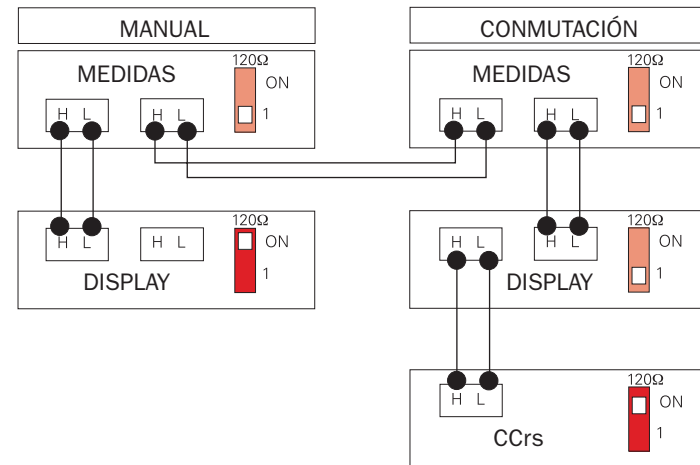 MANUAL
MEDIDAS
120Ω
ON
1
H L
H L
H L
H L
120Ω
ON
1
DISPLAY
CONMUTACIÓN
MEDIDAS
120Ω
ON
1
H L
H L
H L
H L
120Ω
ON
1
DISPLAY
H L
120Ω
ON
1
CCrs